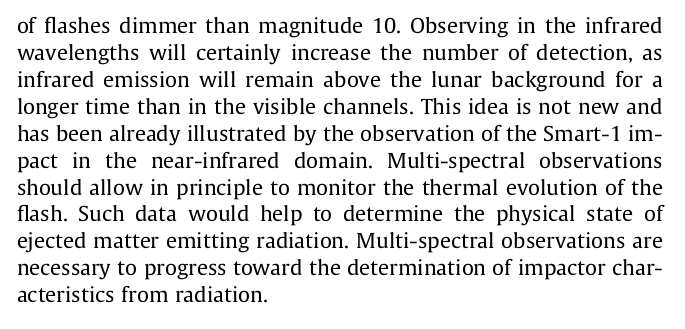 of flashes dimmer than magnitude 10. Observing in the infrared
wavelengths will certainly increase the number of detection, as
infrared emission will remain above the lunar background for a
longer time than in the visible channels. This idea is not new and
has been already illustrated by the observation of the Smart-1 im-
pact in the near-infrared domain. Multi-spectral observations
should allow in principle to monitor the thermal evolution of the
flash. Such data would help to determine the physical state of
ejected matter emitting radiation. Multi-spectral observations are
necessary to progress toward the determination of impactor char-
acteristics from radiation.